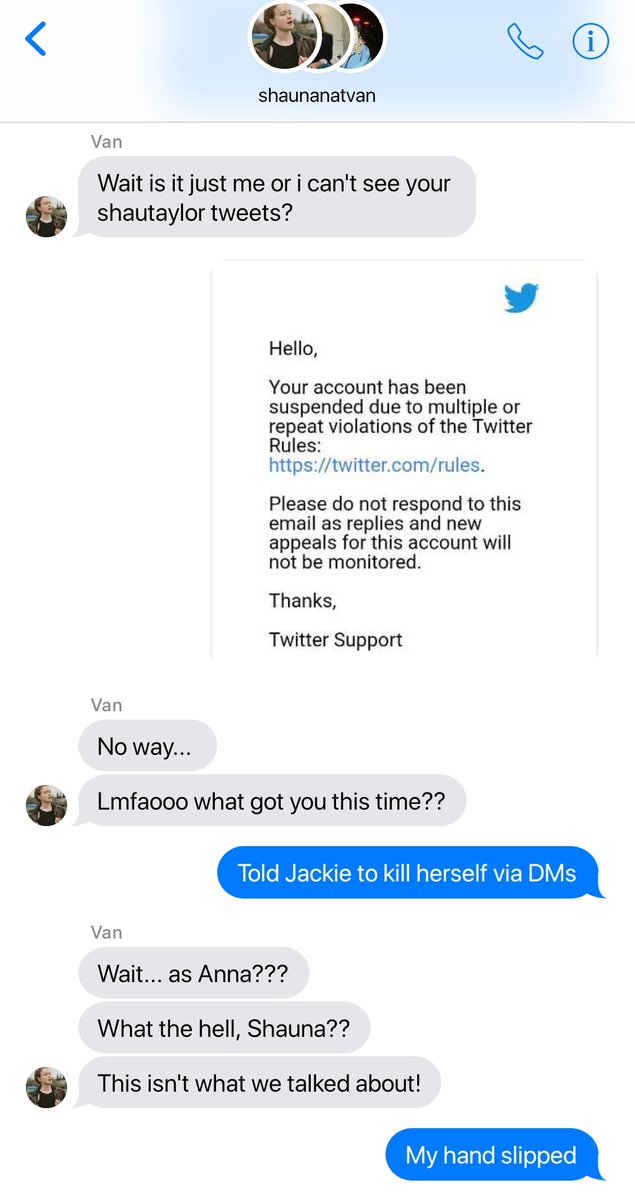 shaunanatvan
Van
Wait is it just me or i can't see your
shautaylor tweets?
Hello,
Your account has been
suspended due to multiple or
repeat violations of the Twitter
Rules:
https://twitter.com/rules.
Please do not respond to this
email as replies and new
appeals for this account will
not be monitored.
Thanks,
Twitter Support
Van
No way...
Lmfaooo what got you this time??
Told Jackie to kill herself via DMs
Van
Wait... as Anna???
What the hell, Shauna??
This isn't what we talked about!
My hand slipped